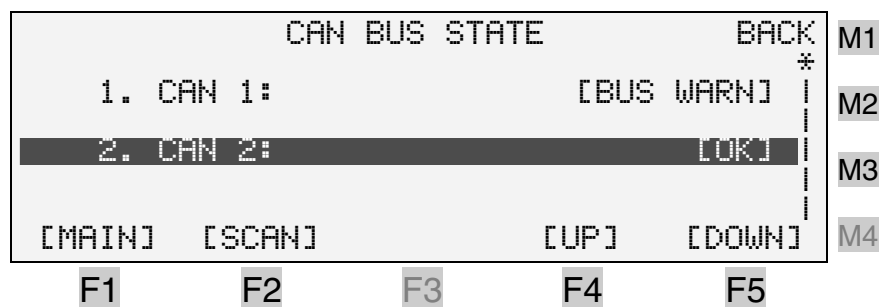 CAN BUS STATE BACK M1
*
1. CAN 1: [BUS WARN] M2
2. CAN 2: [OK] M3
[MAIN] [SCAN] [UP] [DOWN] M4
F1 F2 F3 F4 F5